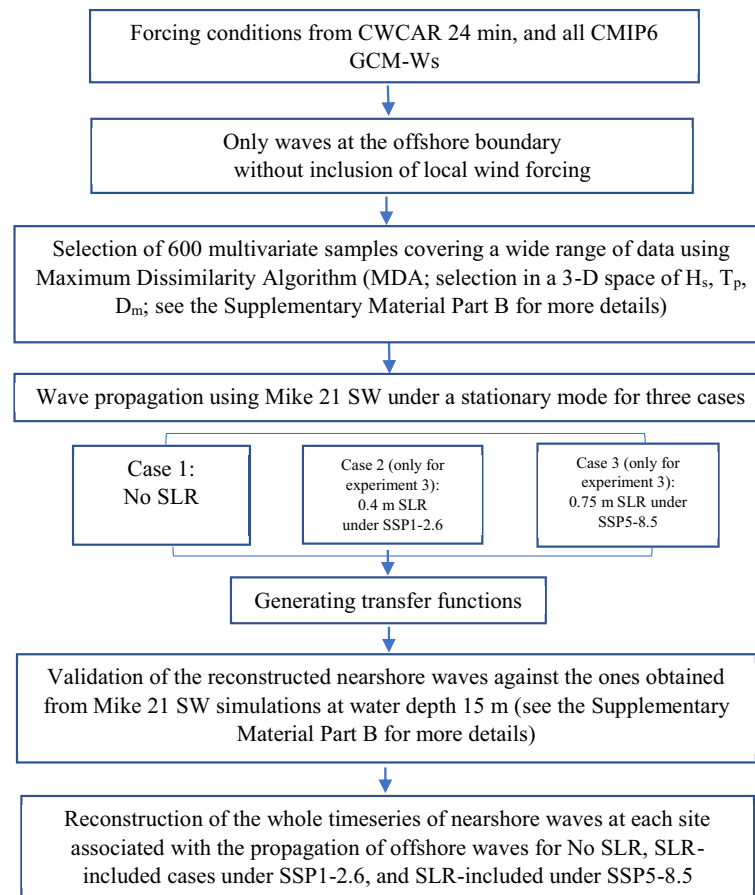 Forcing conditions from CWCAR 24 min, and all CMIP6
GCM-Ws
Only waves at the offshore boundary
without inclusion of local wind forcing
Selection of 600 multivariate samples covering a wide range of data using
Maximum Dissimilarity Algorithm (MDA; selection in a 3-D space of Hs, Tp,
Dm; see the Supplementary Material Part B for more details)
Wave propagation using Mike 21 SW under a stationary mode for three cases
Case 1:
No SLR
Case 2 (only for
experiment 3):
0.4 m SLR
under SSP1-2.6
Case 3 (only for
experiment 3):
0.75 m SLR under
SSP5-8.5
Generating transfer functions
Validation of the reconstructed nearshore waves against the ones obtained
from Mike 21 SW simulations at water depth 15 m (see the Supplementary
Material Part B for more details)
Reconstruction of the whole timeseries of nearshore waves at each site
associated with the propagation of offshore waves for No SLR, SLR-
included cases under SSP1-2.6, and SLR-included under SSP5-8.5